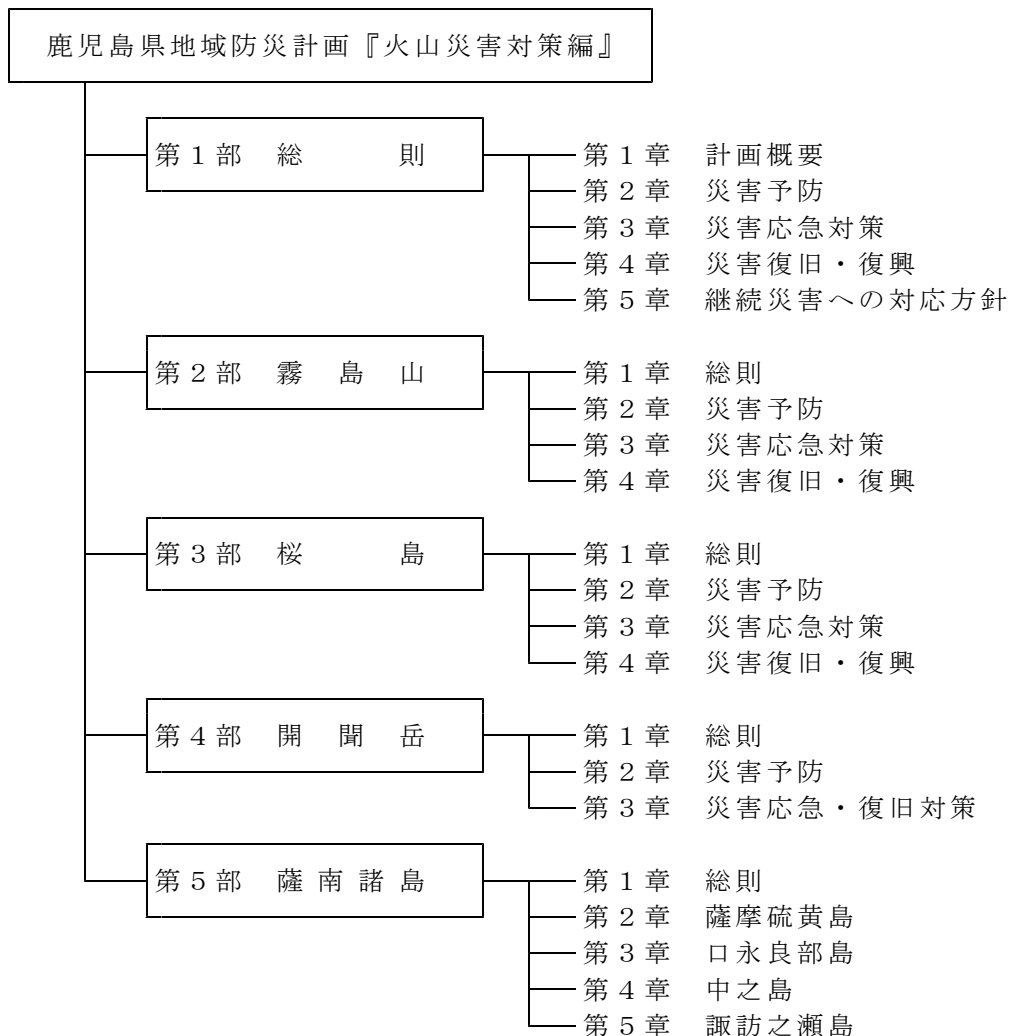 鹿児島県地域防災計画『火山災害対策編』
第1部 総則
第1章 計画概要
第2章 災害予防
第3章 災害応急対策
第4章 災害復旧・復興
第5章 継続災害への対応方針
第2部 霧島山
第1章 総則
第2章 災害予防
第3章 災害応急対策
第4章 災害復旧・復興
第3部 桜島
第1章 総則
第2章 災害予防
第3章 災害応急対策
第4章 災害復旧・復興
第4部 開聞岳
第1章 総則
第2章 災害予防
第3章 災害応急・復旧対策
第5部 薩南諸島
第1章 総則
第2章 薩摩硫黄島
第3章 口永良部島
第4章 中之島
第5章 諏訪之瀬島